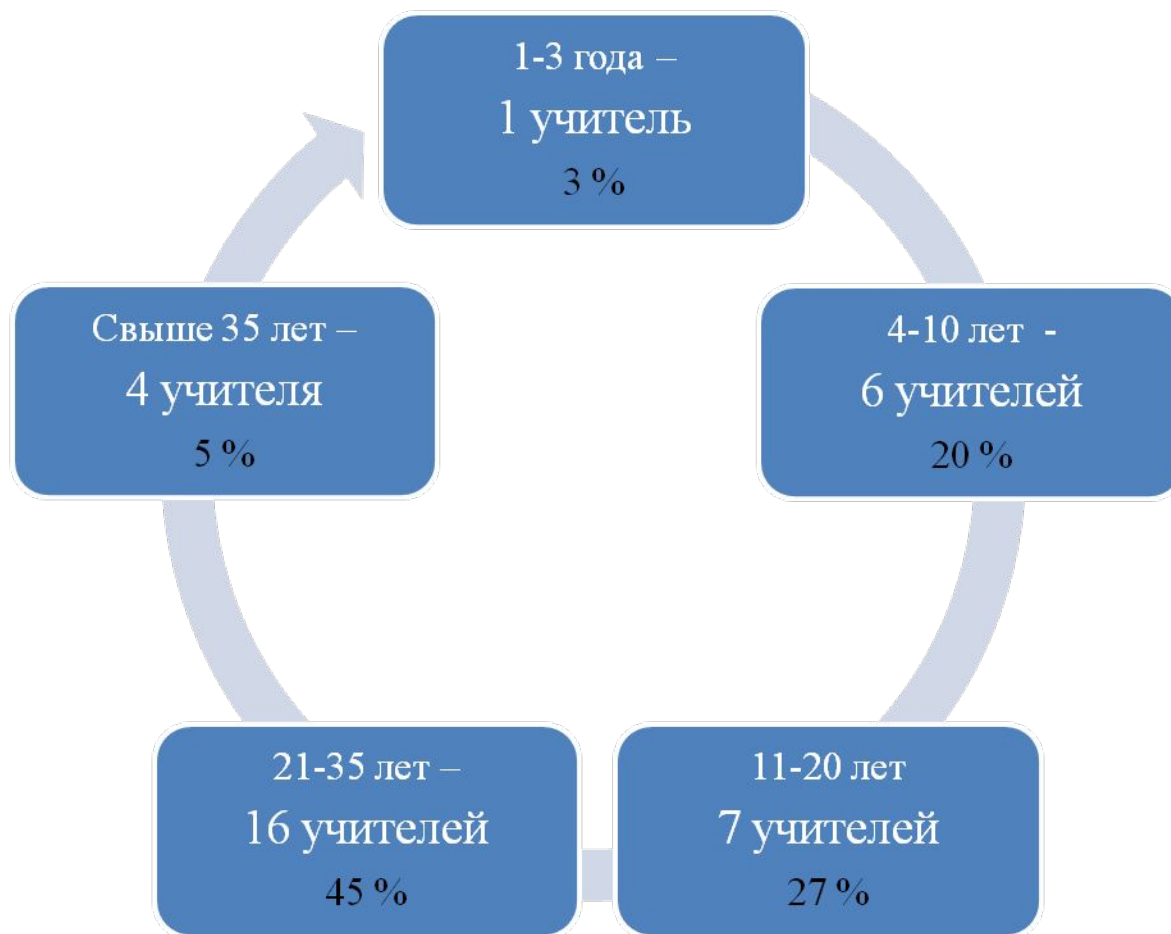 1-3 года –
1 учитель
3 %
4-10 лет -
6 учителей
20 %
11-20 лет
7 учителей
27 %
21-35 лет –
16 учителей
45 %
Свыше 35 лет –
4 учителя
5 %